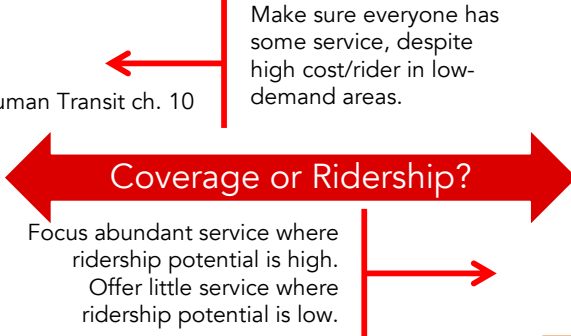 Make sure everyone has
some service, despite
high cost/rider in low-
demand areas.
uman Transit ch. 10
Coverage or Ridership?
Focus abundant service where
ridership potential is high.
Offer little service where
ridership potential is low.